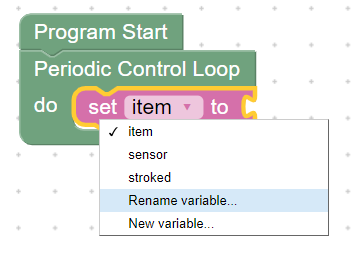 Program Start
Periodic Control Loop
do set item to
✓ item
sensor
stroked
Rename variable...
New variable...